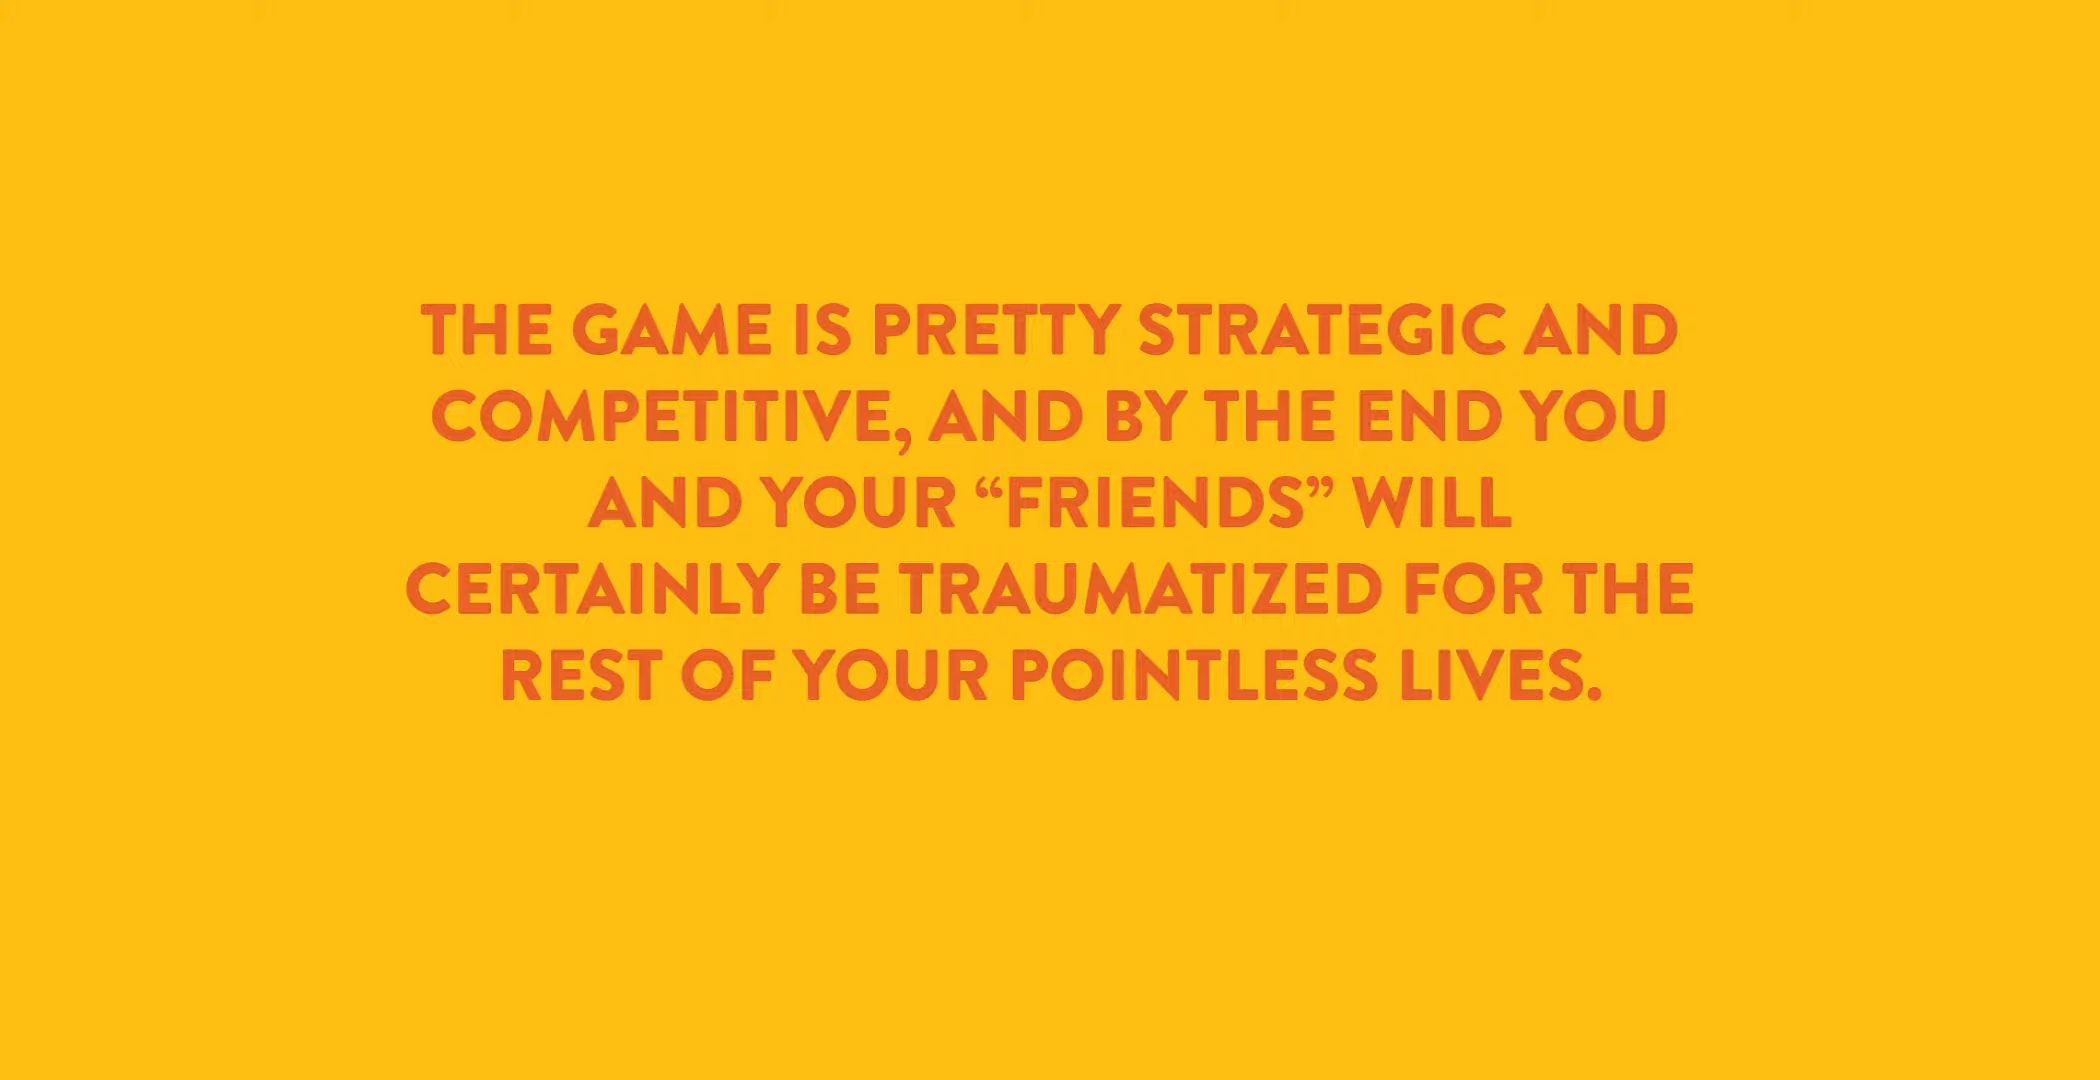 THE GAME IS PRETTY STRATEGIC AND
COMPETITIVE, AND BY THE END YOU
AND YOUR “FRIENDS” WILL
CERTAINLY BE TRAUMATIZED FOR THE
REST OF YOUR POINTLESS LIVES.